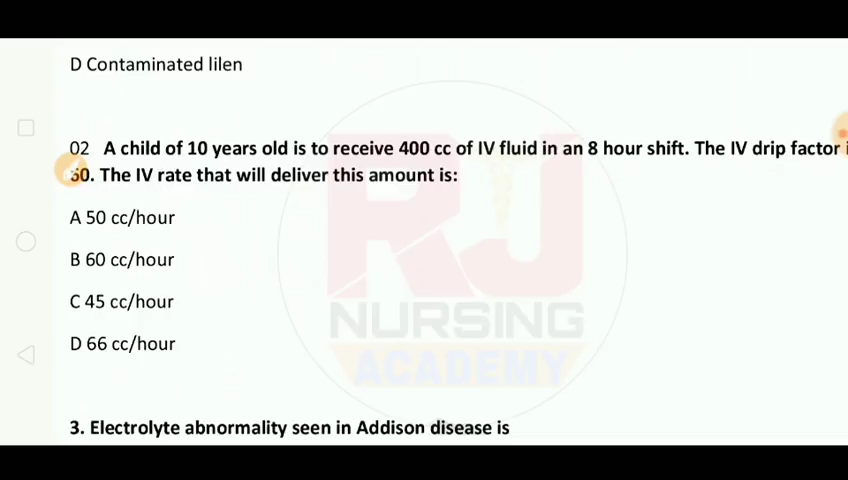 D Contaminated lilen
02 A child of 10 years old is to receive 400 cc of IV fluid in an 8 hour shift. The IV drip factor
60. The IV rate that will deliver this amount is:
A 50 cc/hour
B 60 cc/hour
C 45 cc/hour
D 66 cc/hour
RJ
NURSING
ACADEMY
3. Electrolyte abnormality seen in Addison disease is